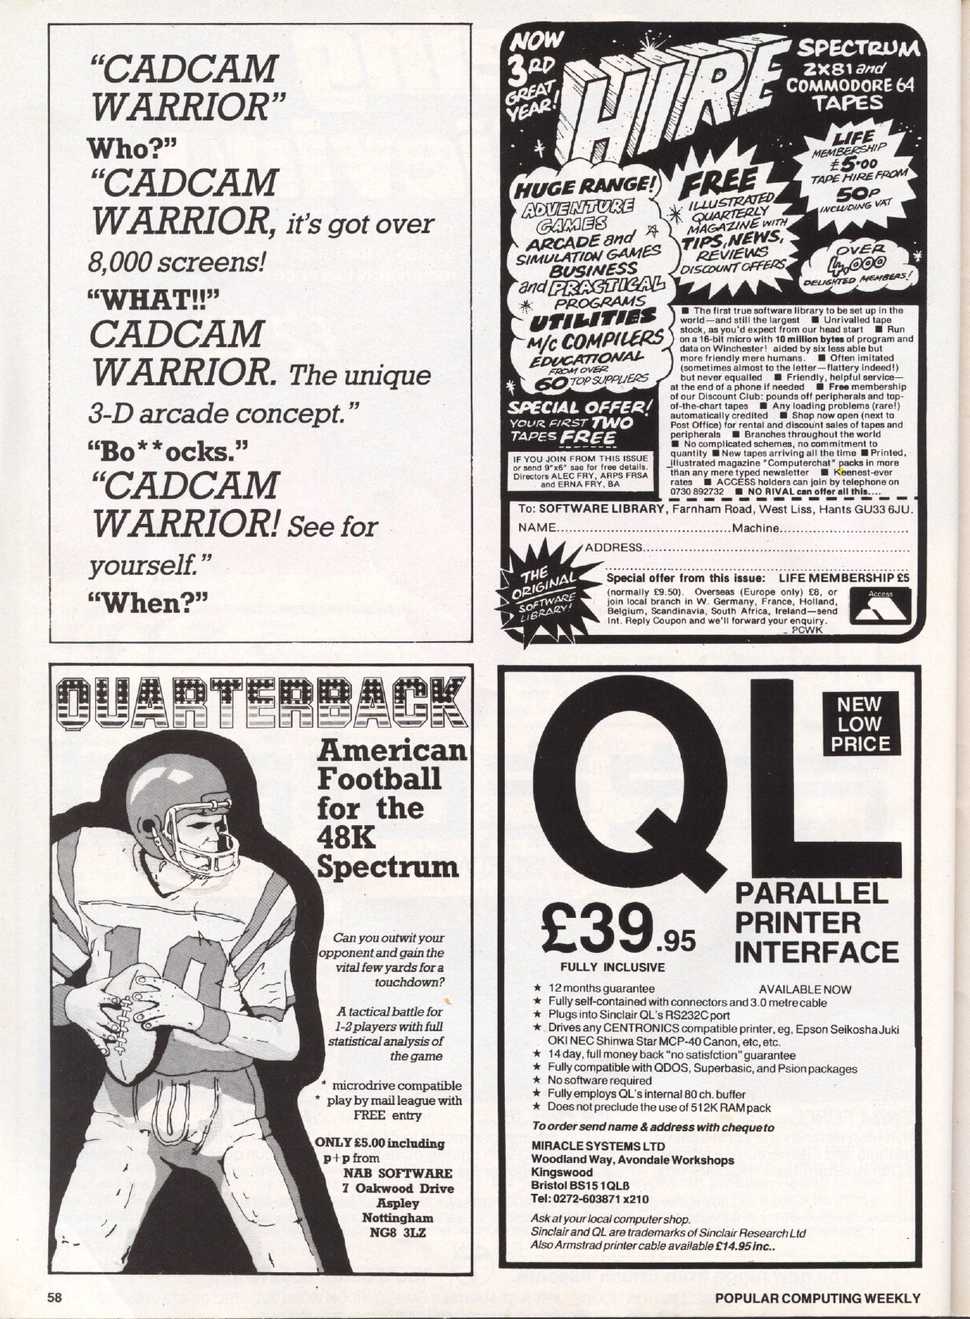 “CADCAM
WARRIOR”
Who?”
“CADCAM
WARRIOR, it's got over
8,000 screens!
“WHAT!!”
CADCAM
WARRIOR. The unique
3-D arcade concept.”
“Bo**ocks.”
“CADCAM
WARRIOR! See for
yourself.”
“When?”
NOW
3RD
GREAT
YEAR!
HIRE
SPECTRUM
2X81 and
COMMODORE 64
TAPES
LIFE
MEMBERSHIP
£5·00
TAPE HIRE FROM
50p
INCLUDING VAT
HUGE RANGE!
ADVENTURE
GAMES
ARCADE and
SIMULATION GAMES
BUSINESS
and PRACTICAL
PROGRAMS
UTILITIES
M/c COMPILERS
EDUCATIONAL
FROM OVER
60 TOP SUPPLIERS
FREE
ILLUSTRATED
QUARTERLY
MAGAZINE WITH
TIPS, NEWS,
REVIEWS
DISCOUNT OFFERS
OVER
4,000
DELIGHTED MEMBERS!
SPECIAL OFFER!
YOUR FIRST TWO
TAPES FREE
IF YOU JOIN FROM THIS ISSUE
or send 9"x6" sae for free details.
Directors ALEC FRY, ARPS FRSA
and ERNA FRY, BA
■ The first true software library to be set up in the
world—and still the largest ■ Unrivalled tape
stock, as you'd expect from our head start ■ Run
on a 16-bit micro with 10 million bytes of program and
data on Winchester! aided by six less able but
more friendly mere humans. ■ Often imitated
(sometimes almost to the letter—flattery indeed!)
but never equalled ■ Friendly, helpful service—
at the end of a phone if needed ■ Free membership
of our Discount Club: pounds off peripherals and top-
of-the-chart tapes ■ Any loading problems (rare!)
automatically credited ■ Shop now open (next to
Post Office) for rental and discount sales of tapes and
peripherals ■ Branches throughout the world
■ No complicated schemes, no commitment to
quantity ■ New tapes arriving all the time ■ Printed,
illustrated magazine "Computerchat" packs in more
than any mere typed newsletter ■ Keenest-ever
rates ■ ACCESS holders can join by telephone on
0730 892732 ■ NO RIVAL can offer all this....
To: SOFTWARE LIBRARY, Farnham Road, West Liss, Hants GU33 6JU.
NAME..............................Machine..............................
ADDRESS............................................................
THE
ORIGINAL
SOFTWARE
LIBRARY!
Special offer from this issue: LIFE MEMBERSHIP £5
(normally £9.50). Overseas (Europe only) £8, or
join local branch in W. Germany, France, Holland,
Belgium, Scandinavia, South Africa, Ireland—send
Int. Reply Coupon and we'll forward your enquiry.
PCWK
Access
QUARTERBACK
American
Football
for the
48K
Spectrum
Can you outwit your
opponent and gain the
vital few yards for a
touchdown?
A tactical battle for
1-2 players with full
statistical analysis of
the game
* microdrive compatible
* play by mail league with
FREE entry
ONLY £5.00 including
p+p from
NAB SOFTWARE
7 Oakwood Drive
Aspley
Nottingham
NG8 3LZ
10
QL
NEW
LOW
PRICE
£39.95
FULLY INCLUSIVE
PARALLEL
PRINTER
INTERFACE
★ 12 months guarantee AVAILABLE NOW
★ Fully self-contained with connectors and 3.0 metre cable
★ Plugs into Sinclair QL's RS232C port
★ Drives any CENTRONICS compatible printer, eg, Epson Seikosha Juki
OKI NEC Shinwa Star MCP-40 Canon, etc, etc.
★ 14 day, full money back "no satisfction" guarantee
★ Fully compatible with QDOS, Superbasic, and Psion packages
★ No software required
★ Fully employs QL's internal 80 ch. buffer
★ Does not preclude the use of 512K RAM pack
To order send name & address with cheque to
MIRACLE SYSTEMS LTD
Woodland Way, Avondale Workshops
Kingswood
Bristol BS15 1QLB
Tel: 0272-603871 x210
Ask at your local computer shop.
Sinclair and QL are trademarks of Sinclair Research Ltd
Also Armstrad printer cable available £14.95 inc..
58
POPULAR COMPUTING WEEKLY